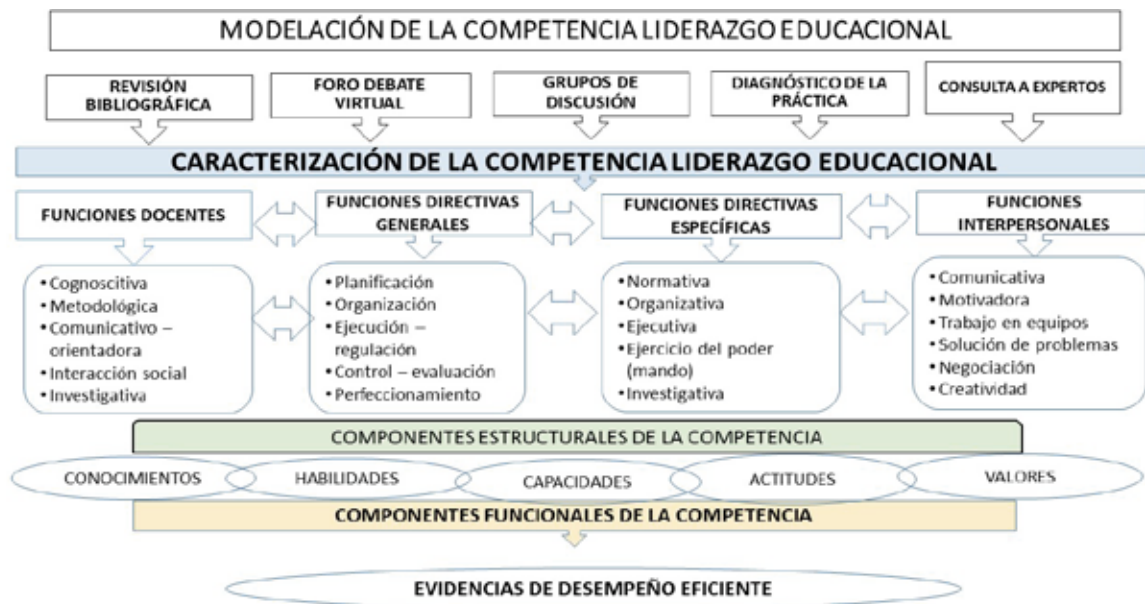 MODELACIÓN DE LA COMPETENCIA LIDERAZGO EDUCACIONAL
REVISIÓN
BIBLIOGRÁFICA
FORO DEBATE
VIRTUAL
GRUPOS DE
DISCUSIÓN
DIAGNÓSTICO DE LA
PRÁCTICA
CONSULTA A EXPERTOS
CARACTERIZACIÓN DE LA COMPETENCIA LIDERAZGO EDUCACIONAL
FUNCIONES DOCENTES
FUNCIONES DIRECTIVAS
GENERALES
FUNCIONES DIRECTIVAS
ESPECÍFICAS
FUNCIONES
INTERPERSONALES
• Cognoscitiva
• Metodológica
• Comunicativo –
orientadora
• Interacción social
• Investigativa
• Planificación
• Organización
• Ejecución –
regulación
• Control – evaluación
• Perfeccionamiento
• Normativa
• Organizativa
• Ejecutiva
• Ejercicio del poder
(mando)
• Investigativa
• Comunicativa
• Motivadora
• Trabajo en equipos
• Solución de problemas
• Negociación
• Creatividad
COMPONENTES ESTRUCTURALES DE LA COMPETENCIA
CONOCIMIENTOS
HABILIDADES
CAPACIDADES
ACTITUDES
VALORES
COMPONENTES FUNCIONALES DE LA COMPETENCIA
EVIDENCIAS DE DESEMPEÑO EFICIENTE